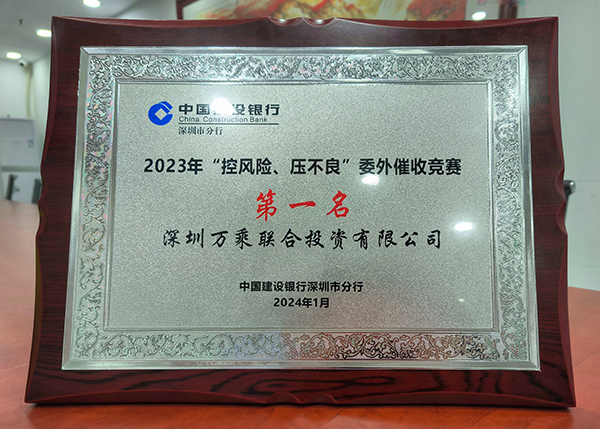 中国建设银行
China Construction Bank
深圳市分行
2023年“控风险、压不良”委外催收竞赛
第一名
深圳万乘联合投资有限公司
中国建设银行深圳市分行
2024年1月